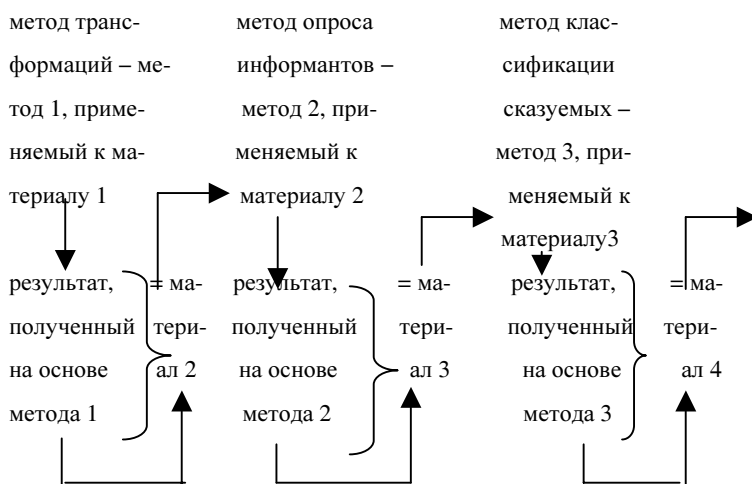 метод транс-
формаций – ме-
тод 1, приме-
няемый к ма-
териалу 1
метод опроса
информантов –
метод 2, при-
меняемый к
материалу 2
метод клас-
сификации
сказуемых –
метод 3, при-
меняемый к
материалу3
результат,
полученный
на основе
метода 1
= ма-
тери-
ал 2
результат,
полученный
на основе
метода 2
= ма-
тери-
ал 3
результат,
полученный
на основе
метода 3
= ма-
тери-
ал 4